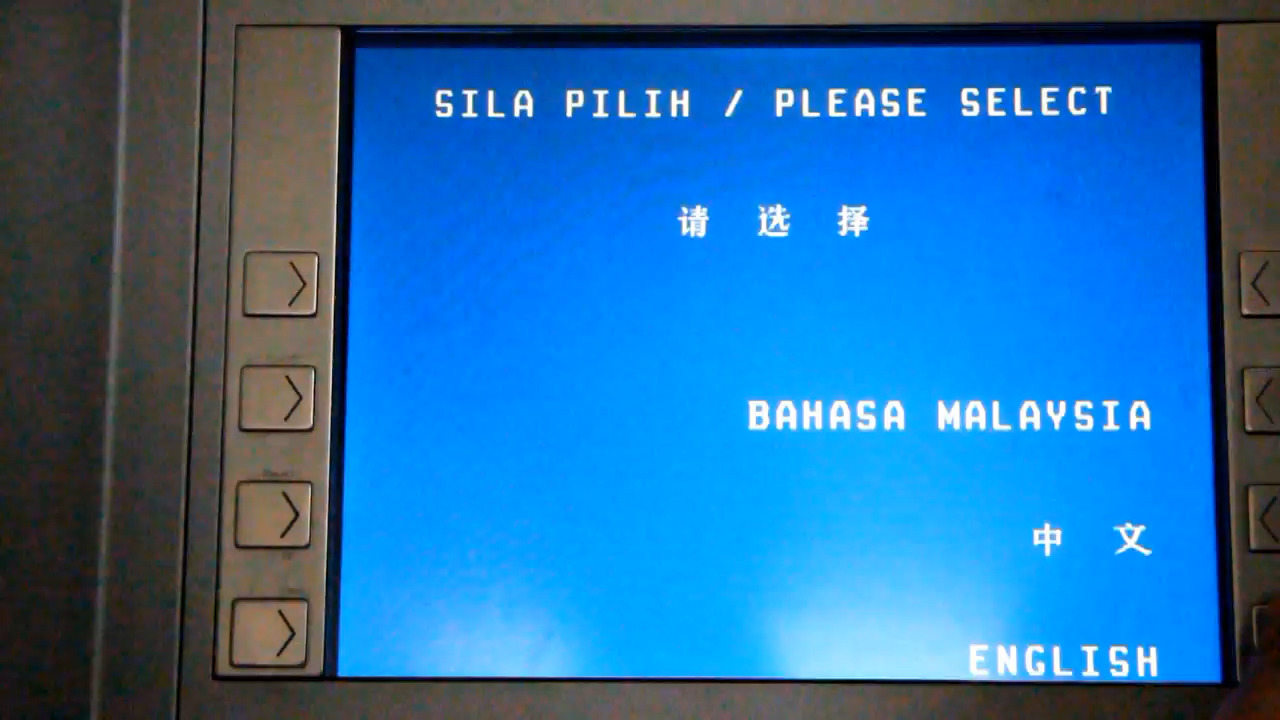 SILA PILIH / PLEASE SELECT
请 选 择
BAHASA MALAYSIA
中 文
ENGLISH